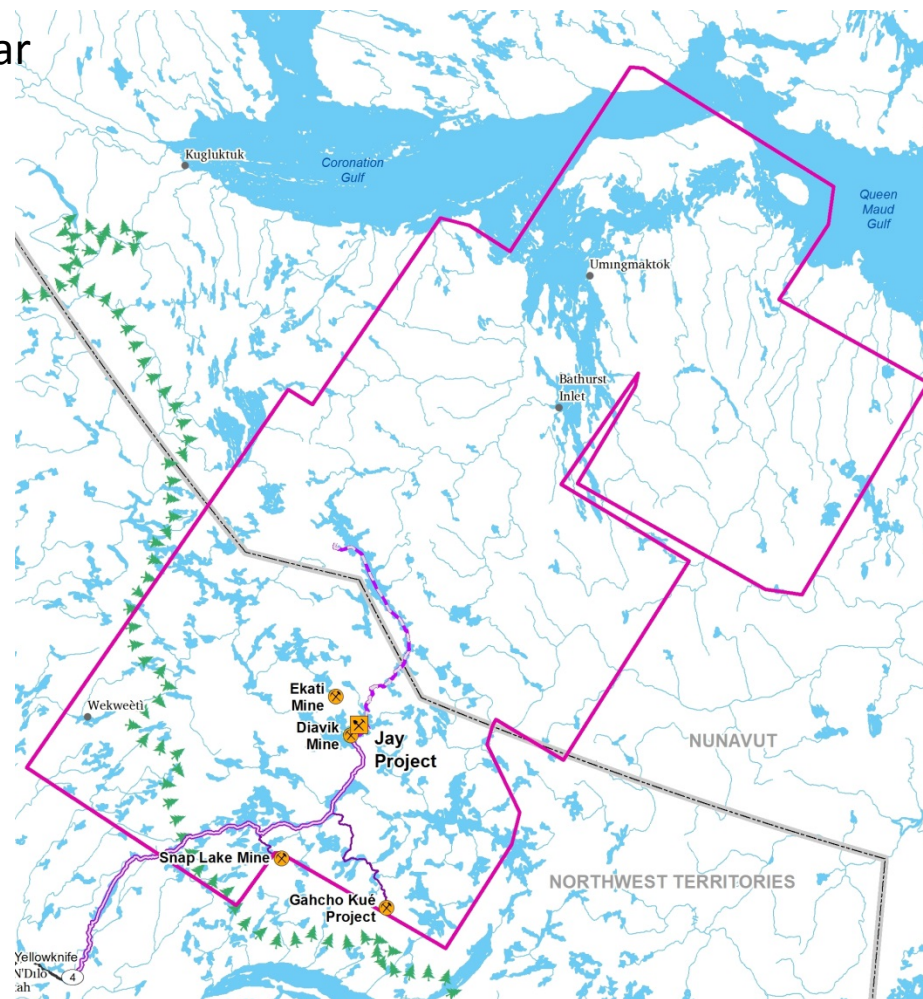 ar
Kugluktuk
Coronation
Gulf
Queen
Maud
Gulf
Umingmaktok
Bathurst
Inlet
Ekati
Mine
Wekweètì
Diavik
Mine
Jay
Project
NUNAVUT
Snap Lake Mine
NORTHWEST TERRITORIES
Gahcho Kué
Project
Yellowknife
N'Dilo
4
tah